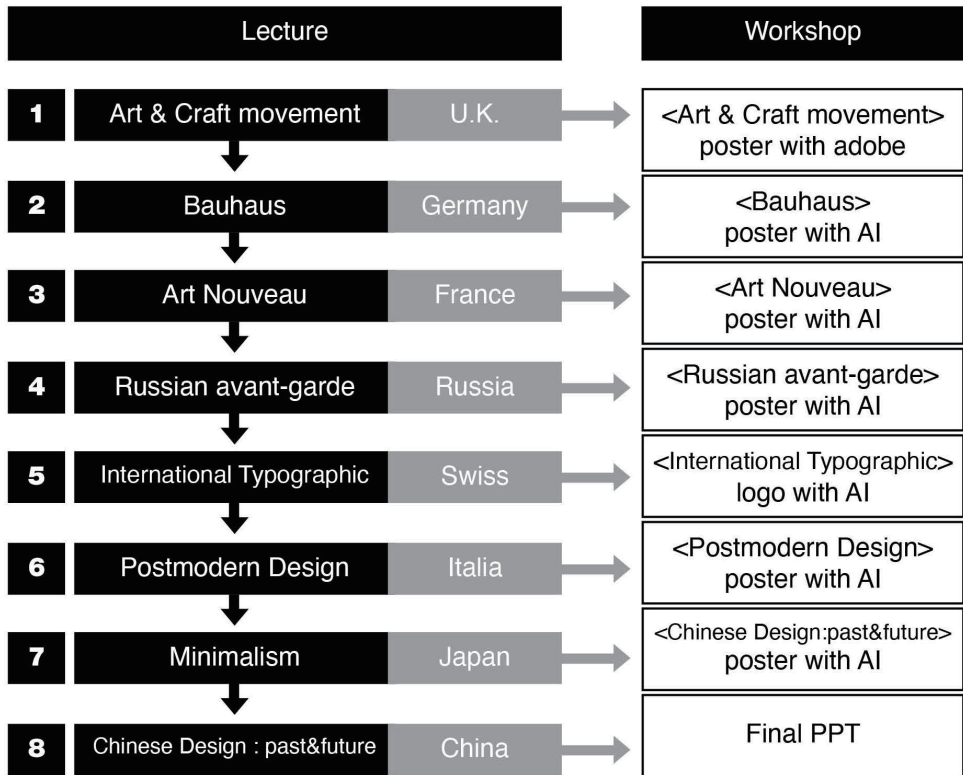 Lecture
Workshop
1
Art & Craft movement
U.K.
<Art & Craft movement>
poster with adobe
2
Bauhaus
Germany
<Bauhaus>
poster with AI
3
Art Nouveau
France
<Art Nouveau>
poster with AI
4
Russian avant-garde
Russia
<Russian avant-garde>
poster with AI
5
International Typographic
Swiss
<International Typographic>
logo with AI
6
Postmodern Design
Italia
<Postmodern Design>
poster with AI
7
Minimalism
Japan
<Chinese Design:past&future>
poster with AI
8
Chinese Design : past&future
China
Final PPT